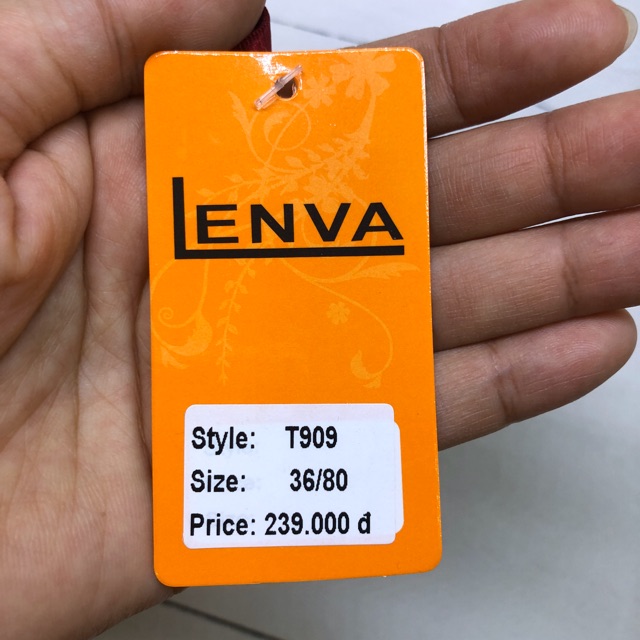 LENVA
Style: T909
Size: 36/80
Price: 239.000 đ